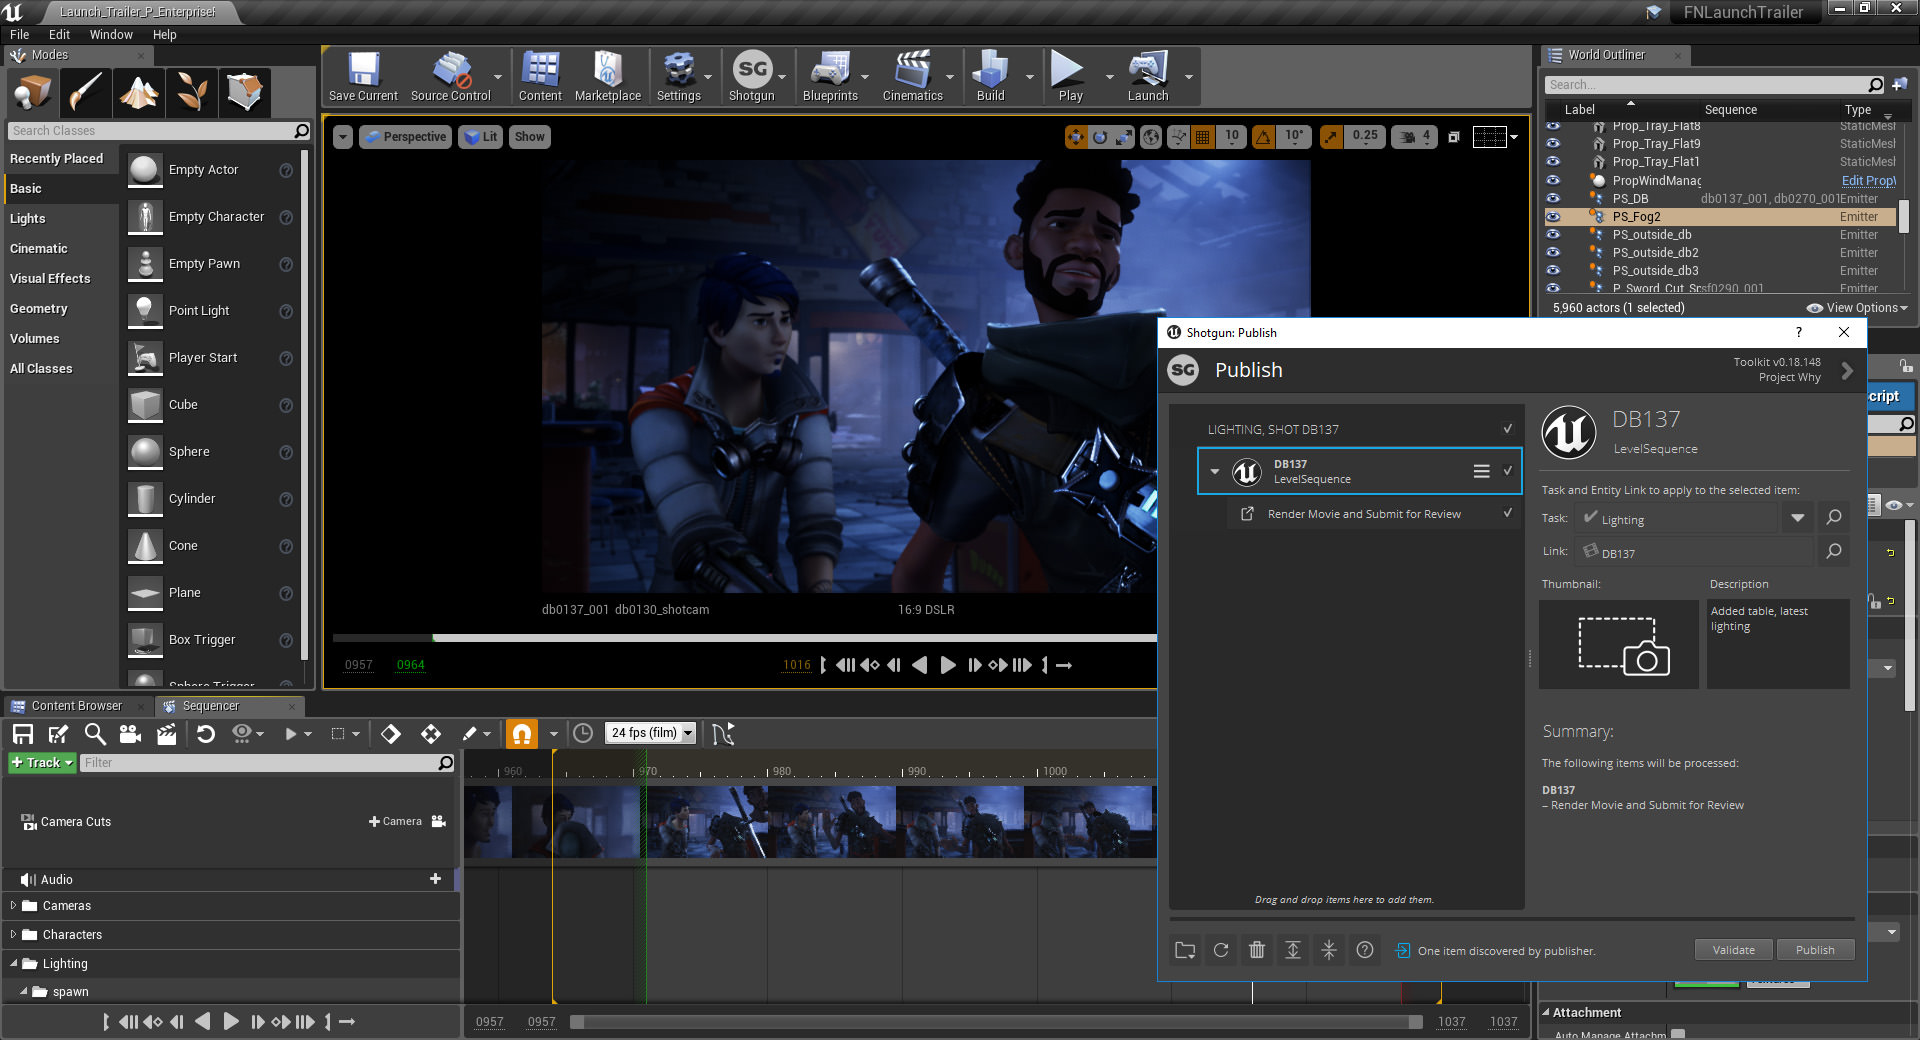 Launch_Trailer_P_Enterprise
FNLaunchTrailer
File Edit Window Help
Modes
Save Current
Source Control
Content
Marketplace
Settings
SG
Shotgun
Blueprints
Cinematics
Build
Play
Launch
Search Classes
Recently Placed
Basic
Lights
Cinematic
Visual Effects
Geometry
Volumes
All Classes
Empty Actor
Empty Character
Empty Pawn
Point Light
Player Start
Cube
Sphere
Cylinder
Cone
Plane
Box Trigger
Sphere Trigger
Perspective Lit Show
10 10° 0.25 4
db0137_001 db0130_shotcam
16:9 DSLR
0957 0964 1016
World Outliner
Search...
Label Sequence Type
Prop_Tray_Flat8 StaticMesh
Prop_Tray_Flat9 StaticMesh
Prop_Tray_Flat1 StaticMesh
PropWindManag Edit PropW
PS_DB db0137_001, db0270_001 Emitter
PS_Fog2 Emitter
PS_outside_db Emitter
PS_outside_db2 Emitter
PS_outside_db3 Emitter
P_Sword_Cut_Sc sf0290_001 Emitter
5,960 actors (1 selected)
View Options
cript
Shotgun: Publish
?
SG
Publish
Toolkit v0.18.148
Project Why
LIGHTING, SHOT DB137
DB137
LevelSequence
Render Movie and Submit for Review
Drag and drop items here to add them.
DB137
LevelSequence
Task and Entity Link to apply to the selected item:
Task: Lighting
Link: DB137
Thumbnail: Description
Added table, latest
lighting
Summary:
The following items will be processed:
DB137
– Render Movie and Submit for Review
One item discovered by publisher.
Validate Publish
Content Browser
Sequencer
24 fps (film)
+ Track
Filter
960 970 980 990 1000
Camera Cuts
+ Camera
Audio
+
Cameras
Characters
Lighting
spawn
0957 0957 1037 1037
Attachment
Auto Manage Attachm